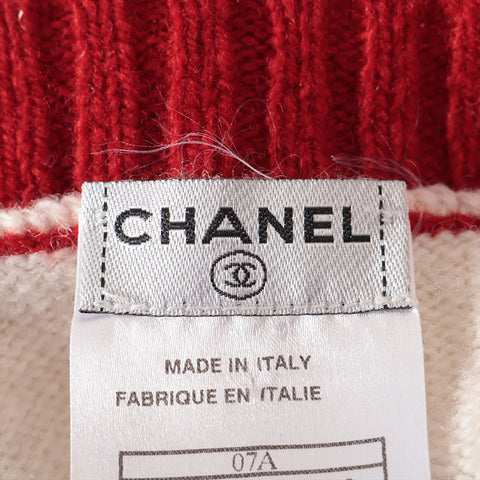 CHANEL
MADE IN ITALY
FABRIQUE EN ITALIE
07A